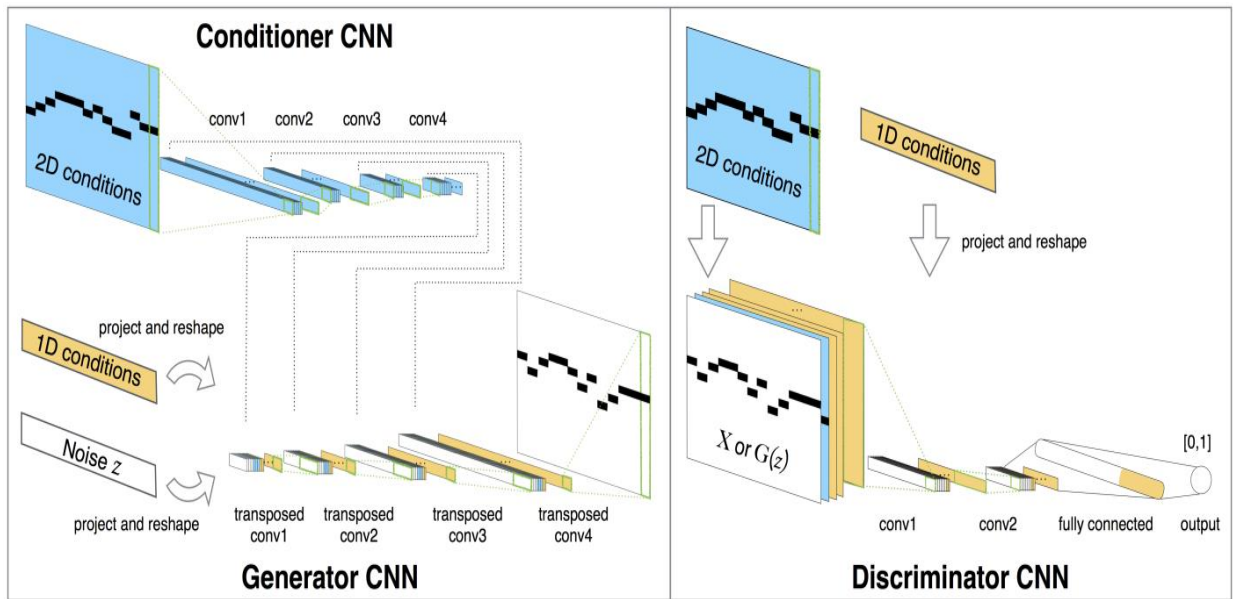 Conditioner CNN
2D conditions
conv1
conv2
conv3
conv4
...
...
...
...
project and reshape
1D conditions
Noise z
project and reshape
...
...
...
...
transposed
conv1
transposed
conv2
transposed
conv3
transposed
conv4
Generator CNN
2D conditions
1D conditions
project and reshape
...
X or G(z)
...
...
[0,1]
conv1
conv2
fully connected
output
Discriminator CNN